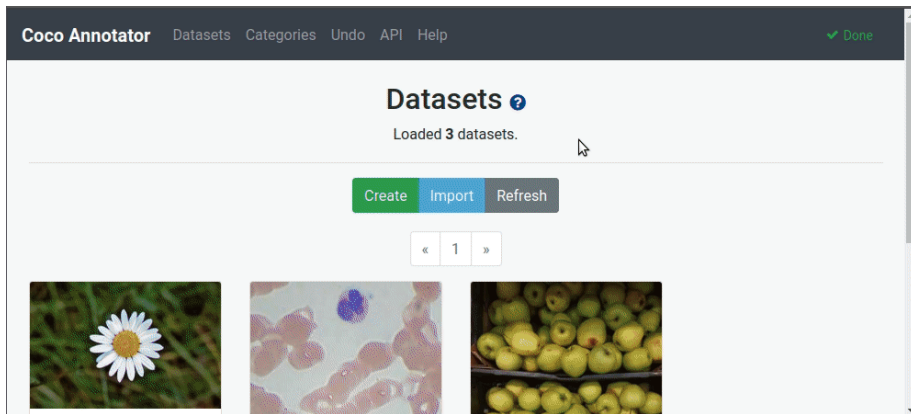 Coco Annotator Datasets Categories Undo API Help Done
Datasets ?
Loaded 3 datasets.
Create Import Refresh
« 1 »